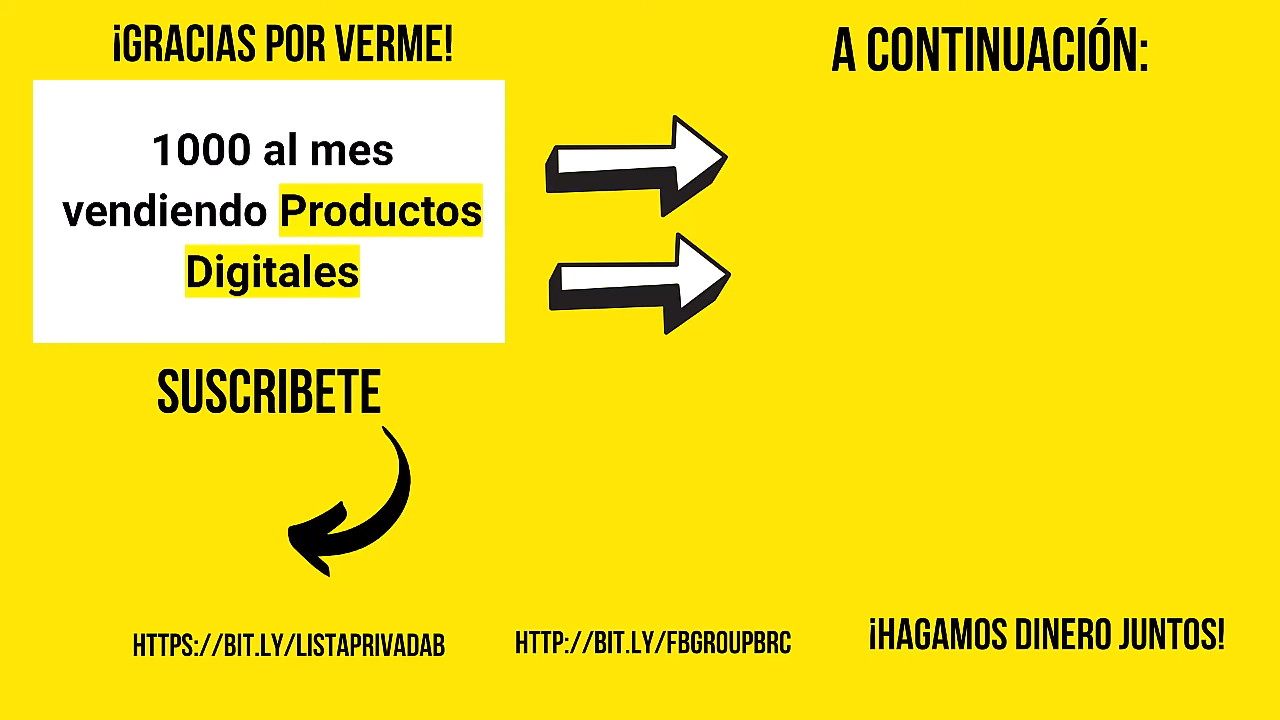 ¡GRACIAS POR VERME!
A CONTINUACIÓN:
1000 al mes
vendiendo Productos
Digitales
SUSCRIBETE
HTTPS://BIT.LY/LISTAPRIVADAB
HTTP://BIT.LY/FBGROUPBRC
¡HAGAMOS DINERO JUNTOS!